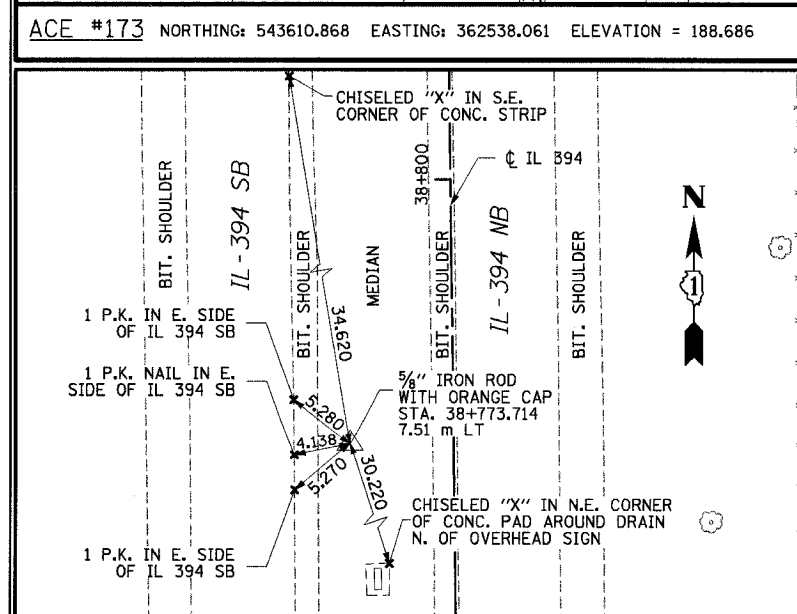 ACE #173 NORTHING: 543610.868 EASTING: 362538.061 ELEVATION = 188.686
CHISELED "X" IN S.E.
CORNER OF CONC. STRIP
BIT. SHOULDER
IL-394 SB
BIT. SHOULDER
34.620
MEDIAN
38+800
BIT. SHOULDER
℄ IL 394
IL-394 NB
BIT. SHOULDER
N
1
1 P.K. IN E. SIDE
OF IL 394 SB
1 P.K. NAIL IN E.
SIDE OF IL 394 SB
5.280
4.138
5.270
30.220
5/8" IRON ROD
WITH ORANGE CAP
STA. 38+773.714
7.51 m LT
CHISELED "X" IN N.E. CORNER
OF CONC. PAD AROUND DRAIN
N. OF OVERHEAD SIGN
1 P.K. IN E. SIDE
OF IL 394 SB